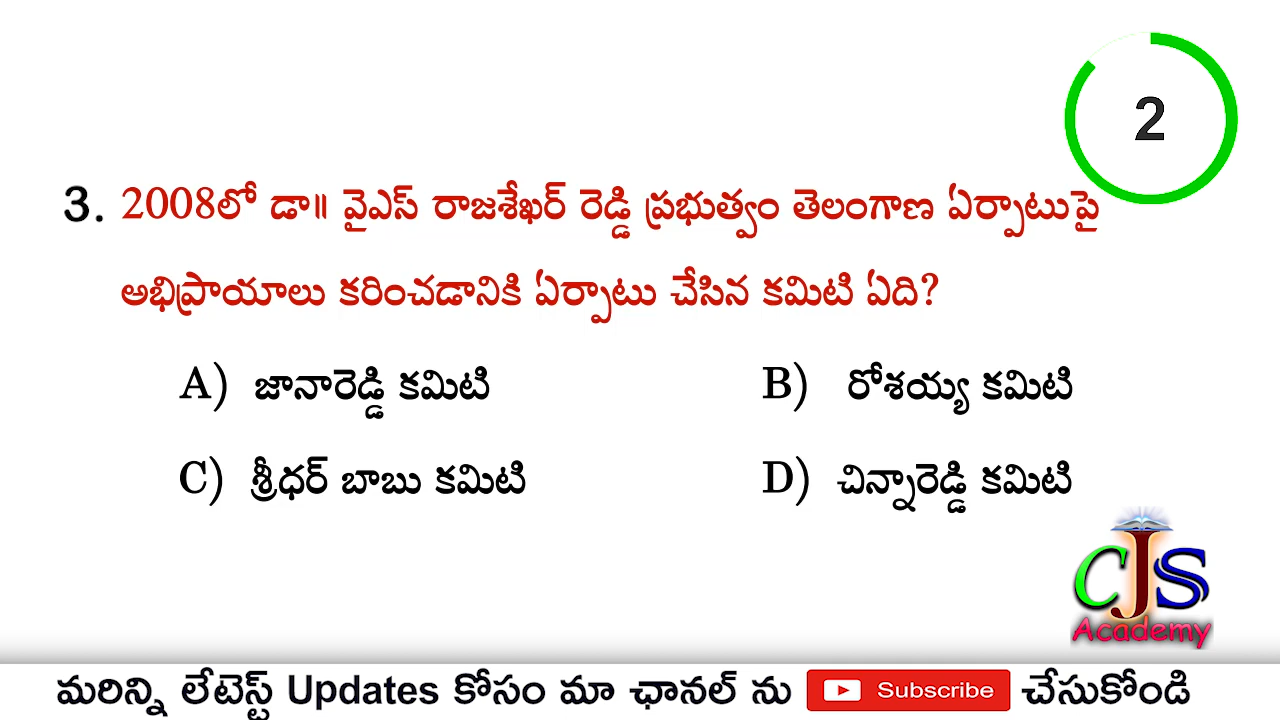 2
3. 2008లో డా॥ వైఎస్ రాజశేఖర్ రెడ్డి ప్రభుత్వం తెలంగాణ ఏర్పాటుపై
అభిప్రాయాలు కరించడానికి ఏర్పాటు చేసిన కమిటి ఏది?
A) జానారెడ్డి కమిటి B) రోశయ్య కమిటి
C) శ్రీధర్ బాబు కమిటి D) చిన్నారెడ్డి కమిటి
CJS
Academy
మరిన్ని లేటెస్ట్ Updates కోసం మా ఛానల్ ను Subscribe చేసుకోండి